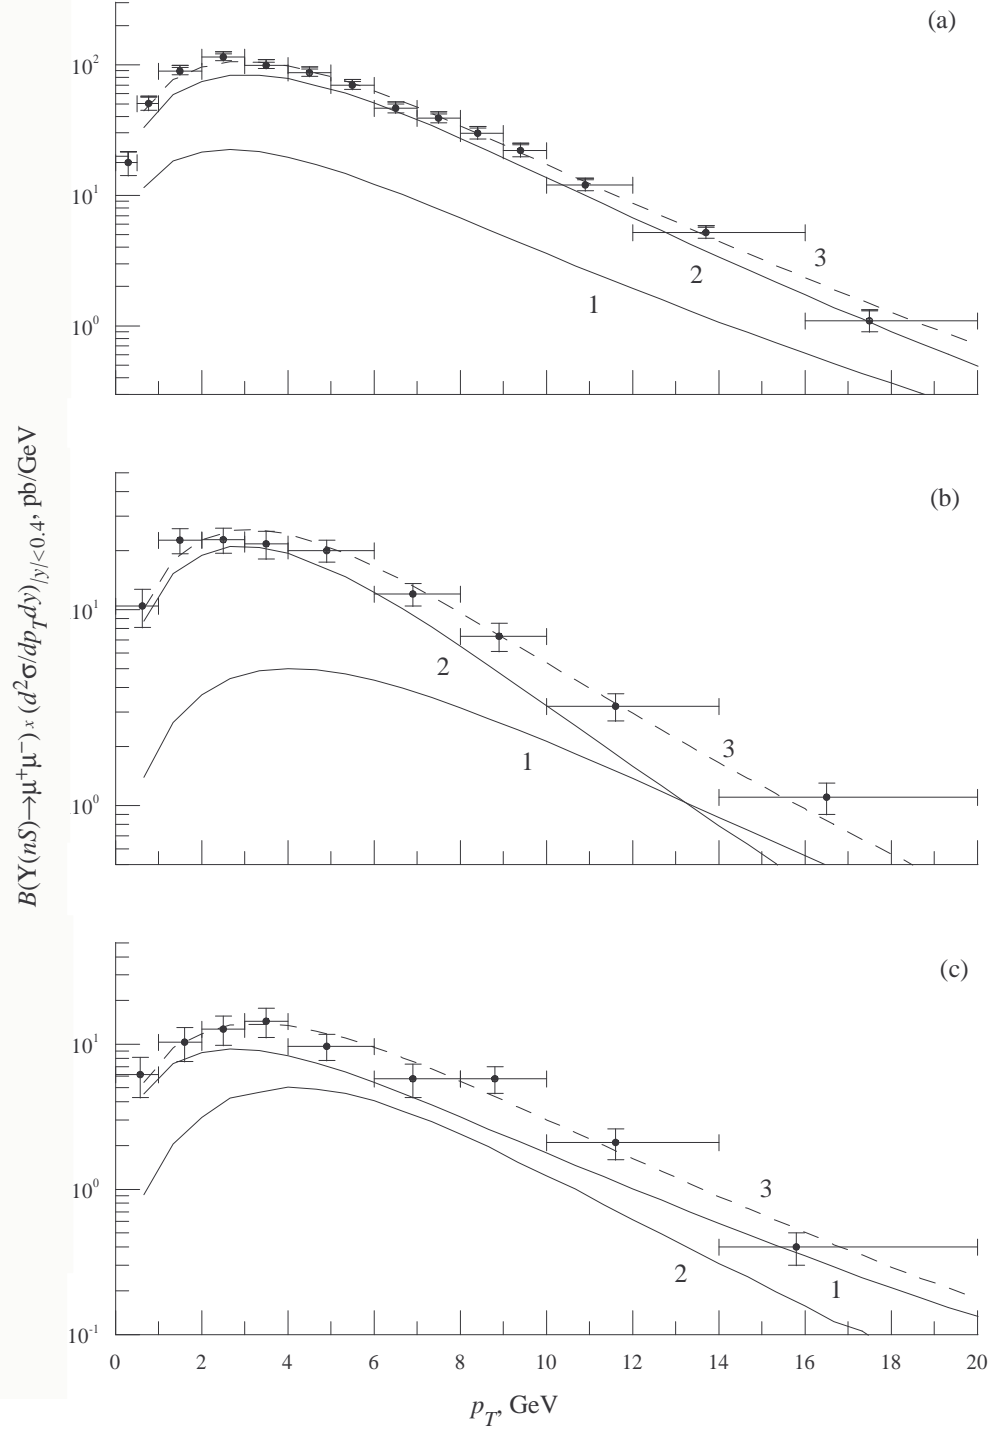 (a)
10²
10¹
10⁰
1
2
3
(b)
10¹
10⁰
2
1
3
B(Υ(nS)→μ⁺μ⁻) x (d²σ/dp_T dy)_|y|<0.4, pb/GeV
(c)
10¹
10⁰
10⁻¹
3
2
1
0 2 4 6 8 10 12 14 16 18 20
p_T, GeV